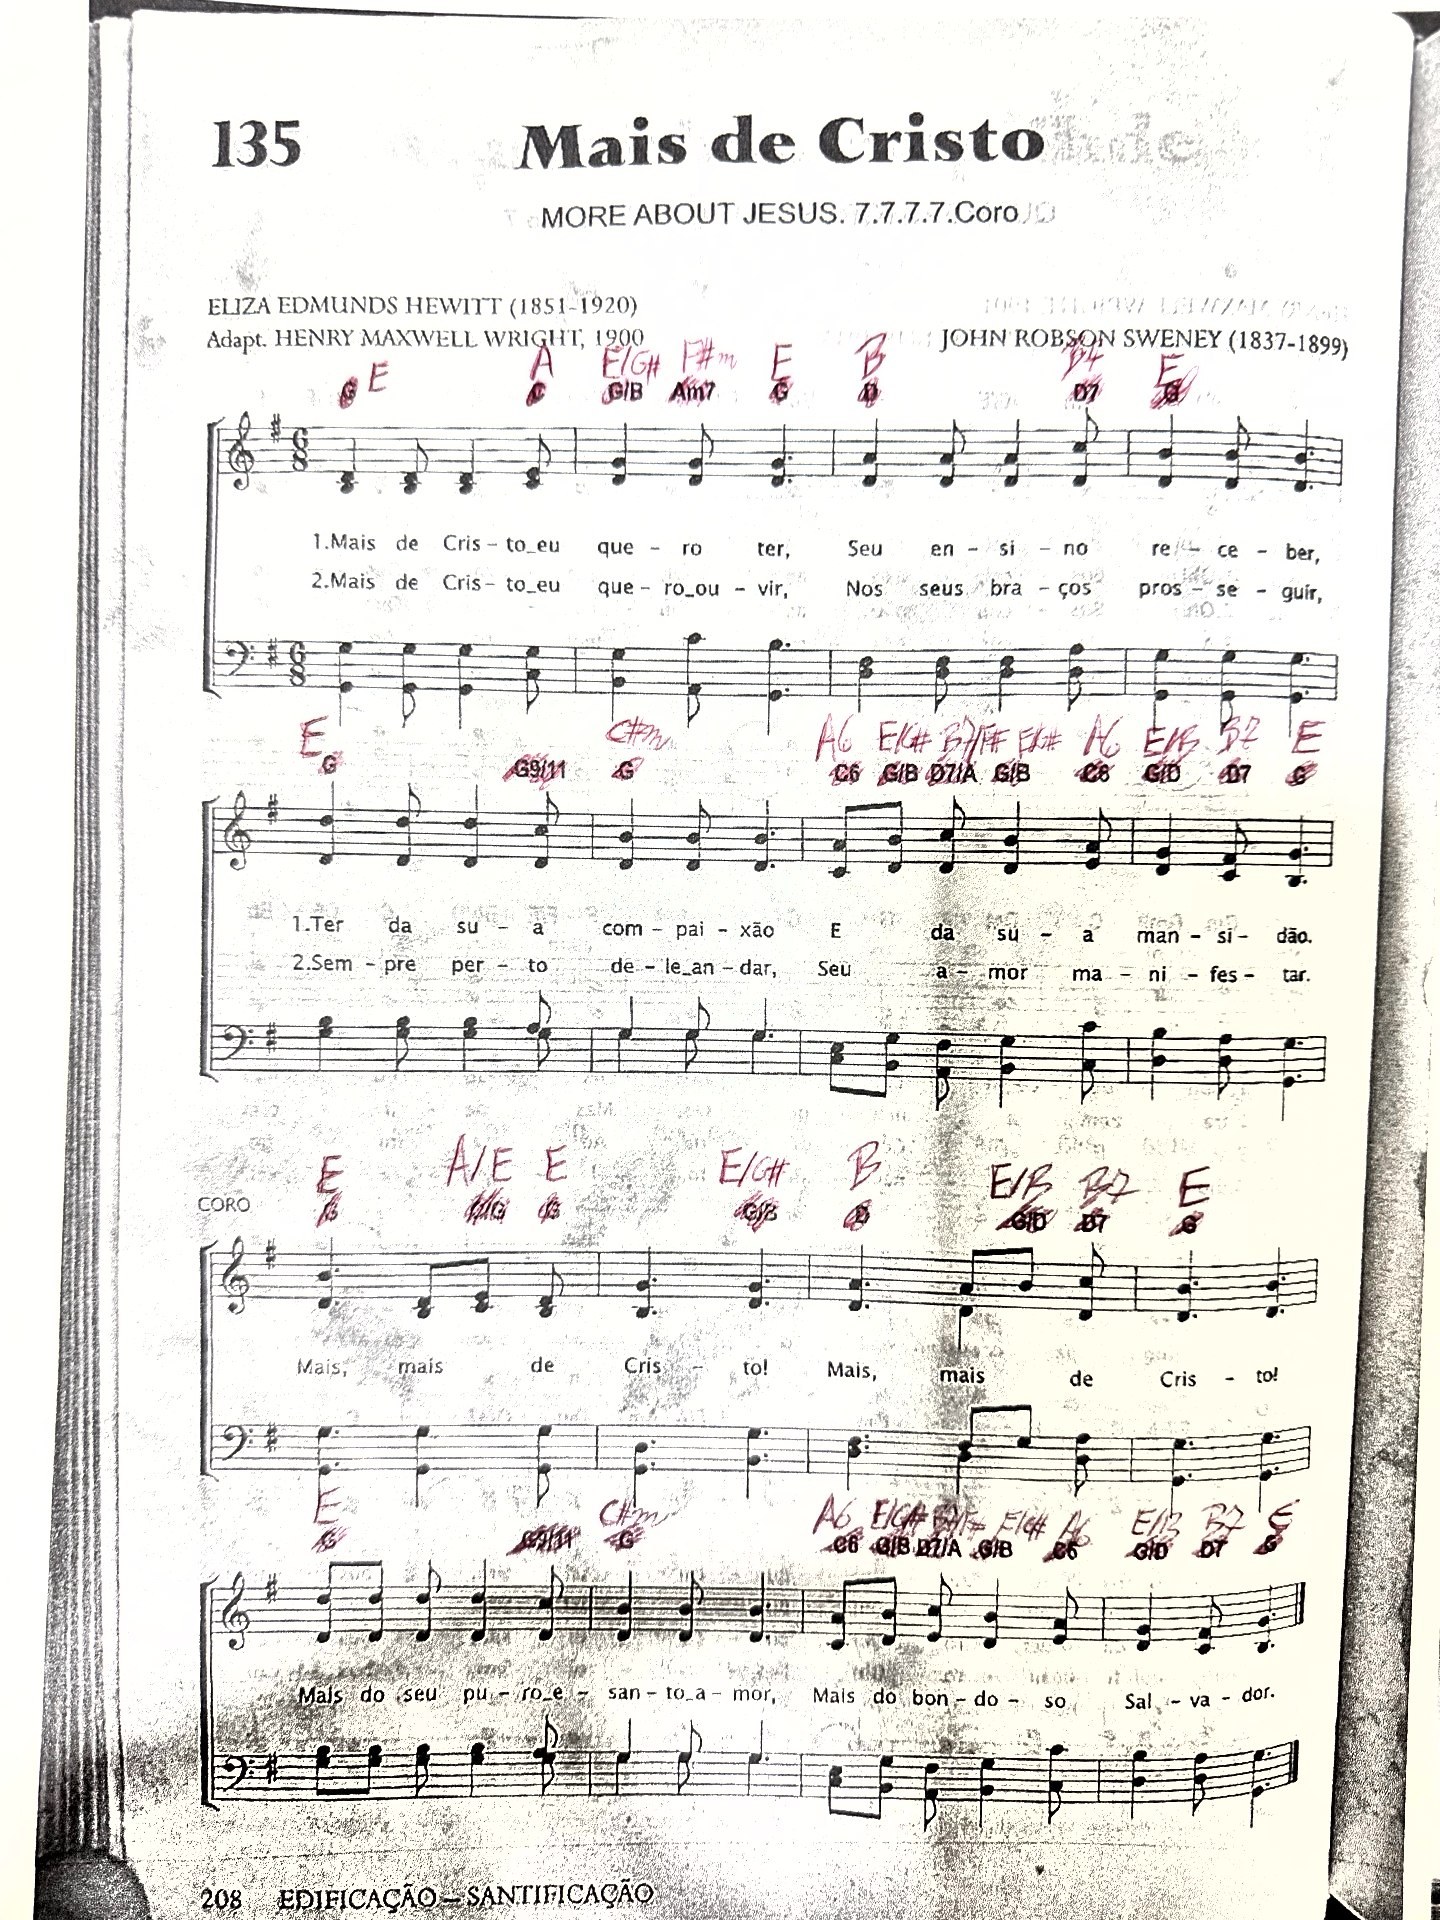 135 Mais de Cristo
MORE ABOUT JESUS. 7.7.7.7.Coro
ELIZA EDMUNDS HEWITT (1851-1920)
Adapt. HENRY MAXWELL WRIGHT, 1900 JOHN ROBSON SWENEY (1837-1899)
E A E/G# F#m E B E
G C G/B Am7 G D D7 G
1.Mais de Cris – to_eu que – ro ter, Seu en – si – no re – ce – ber,
2.Mais de Cris – to_eu que – ro_ou – vir, Nos seus bra – ços pros – se – guir,
E C#m A6 E/G# B7/F# E/G# A6 E/B B7 E
G G9/11 G C6 G/B D7/A G/B C6 G/D D7 G
1.Ter da su – a com – pai – xão E da su – a man – si – dão.
2.Sem – pre per – to de – le_an – dar, Seu a – mor ma – ni – fes – tar.
E A/E E E/G# B E/B B7 E
CORO G C/G G G/B D G/D D7 G
Mais, mais de Cris – to! Mais, mais de Cris – to!
E C#m A6 E/G# B7/F# E/G# A6 E/B B7 E
G G9/11 G C6 G/B D7/A G/B C6 G/D D7 G
Mais do seu pu – ro_e – san – to_a – mor, Mais do bon – do – so Sal – va – dor.
208 EDIFICAÇÃO – SANTIFICAÇÃO